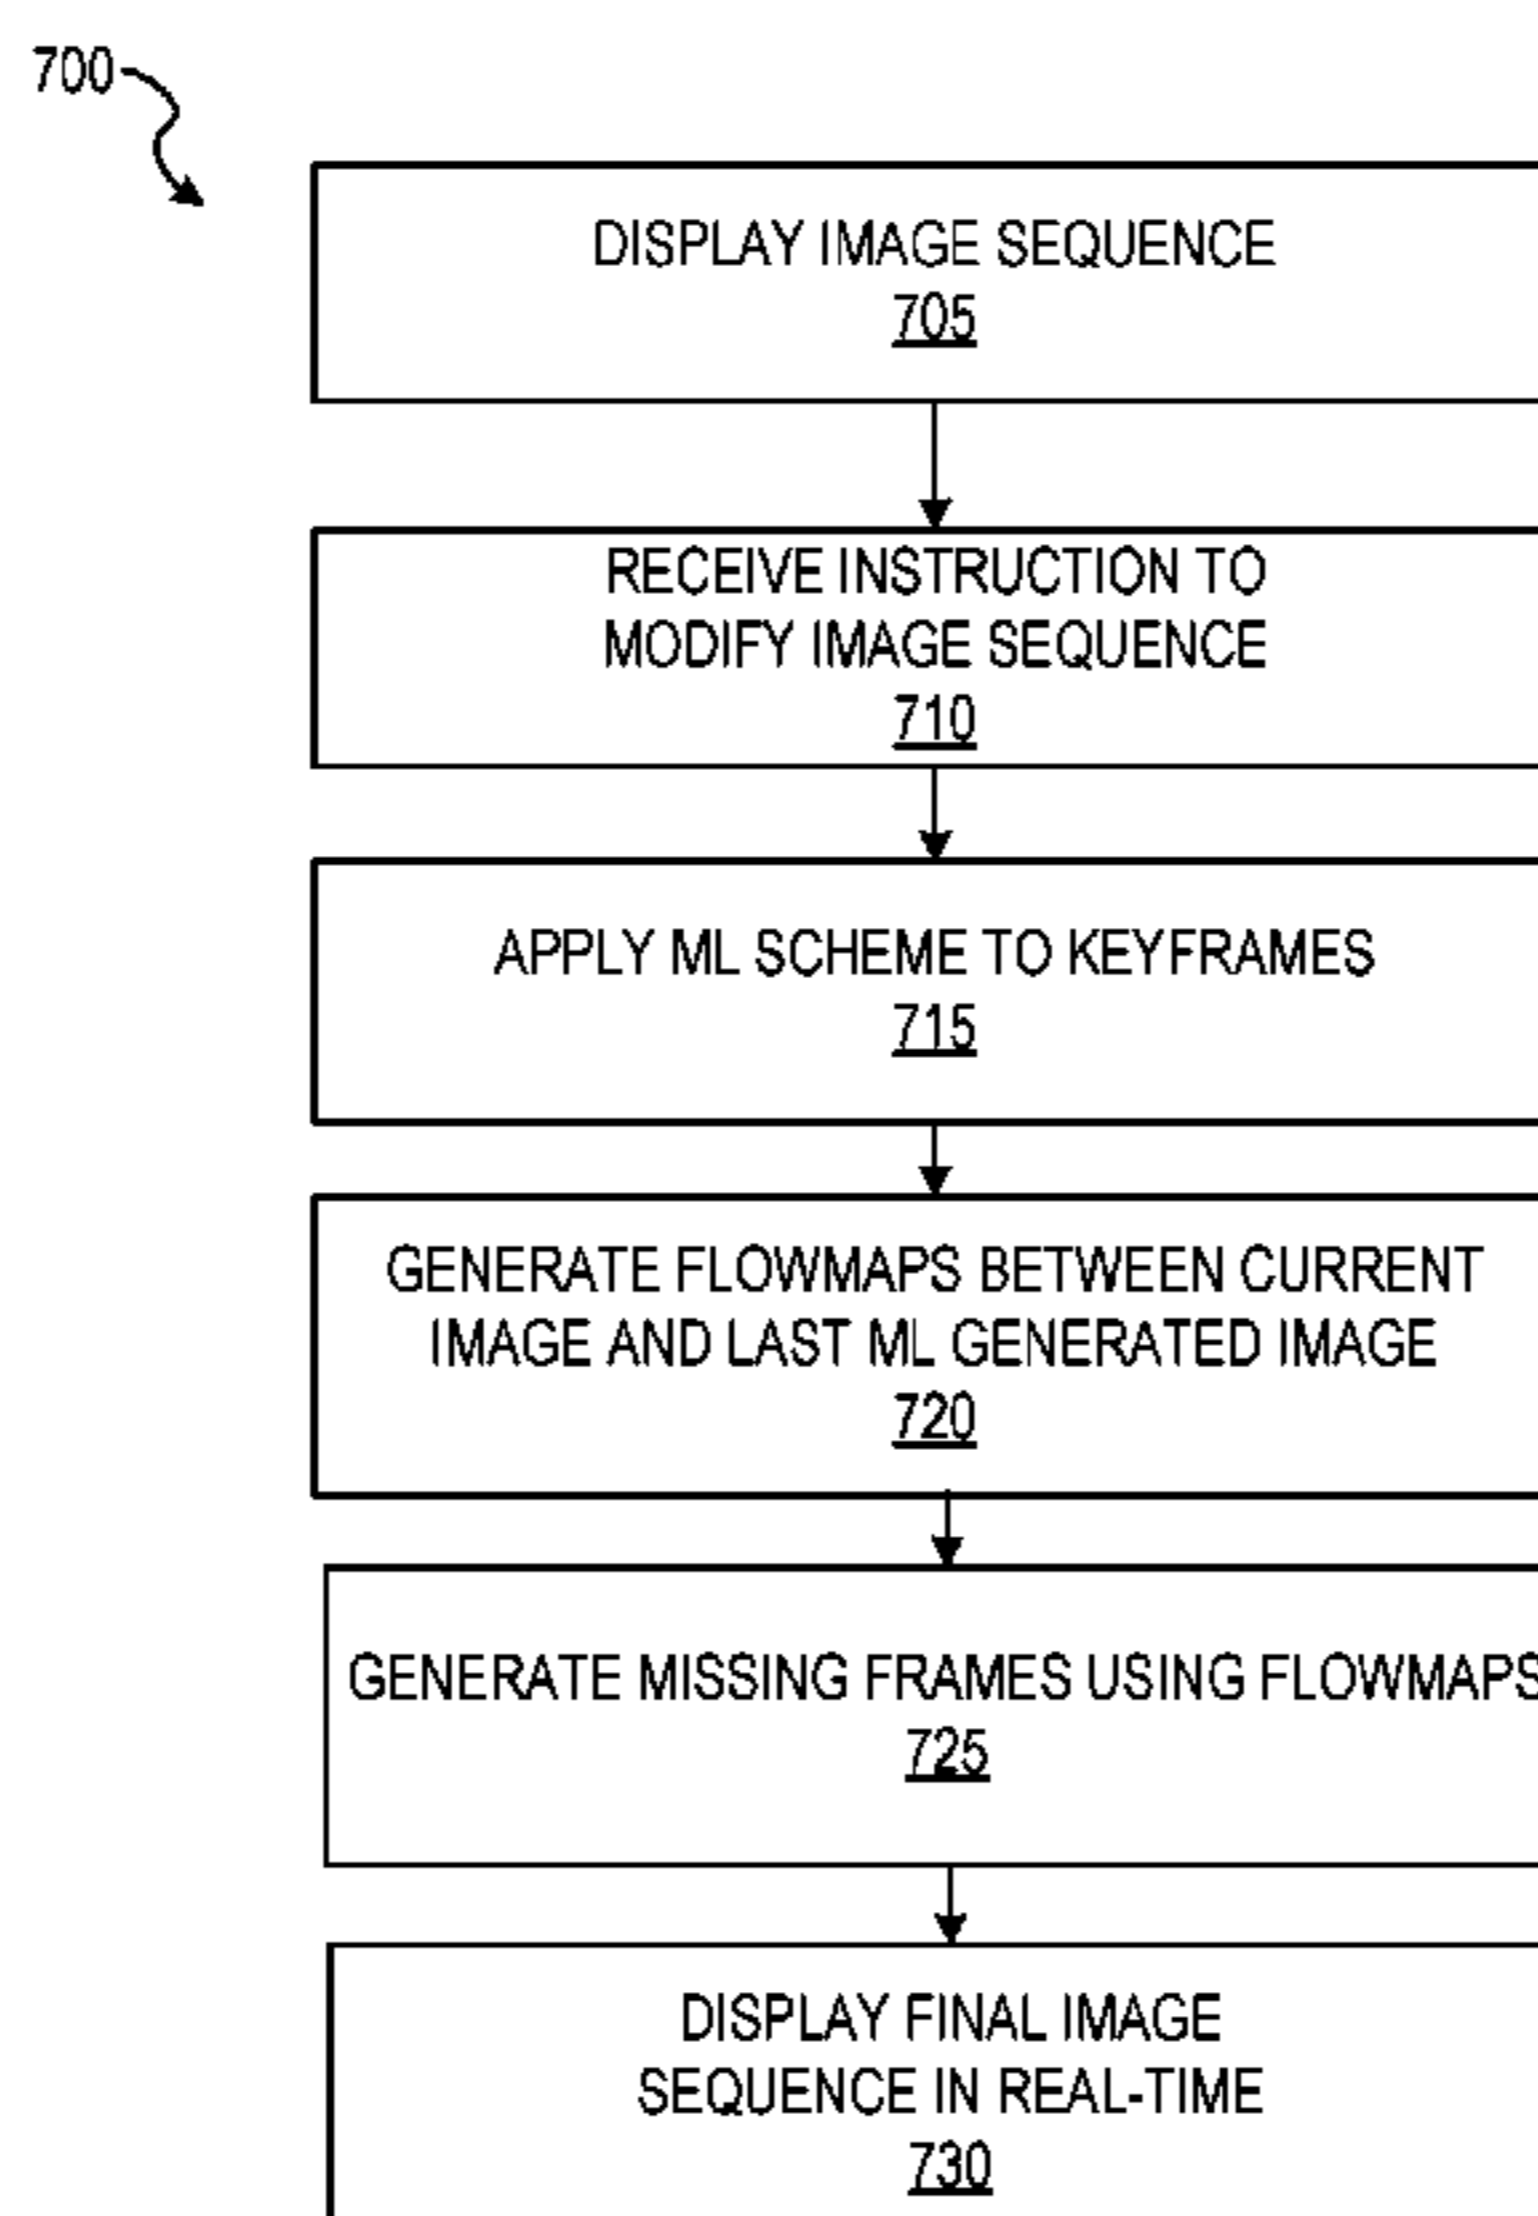 700
DISPLAY IMAGE SEQUENCE
705
RECEIVE INSTRUCTION TO
MODIFY IMAGE SEQUENCE
710
APPLY ML SCHEME TO KEYFRAMES
715
GENERATE FLOWMAPS BETWEEN CURRENT
IMAGE AND LAST ML GENERATED IMAGE
720
GENERATE MISSING FRAMES USING FLOWMAPS
725
DISPLAY FINAL IMAGE
SEQUENCE IN REAL-TIME
730